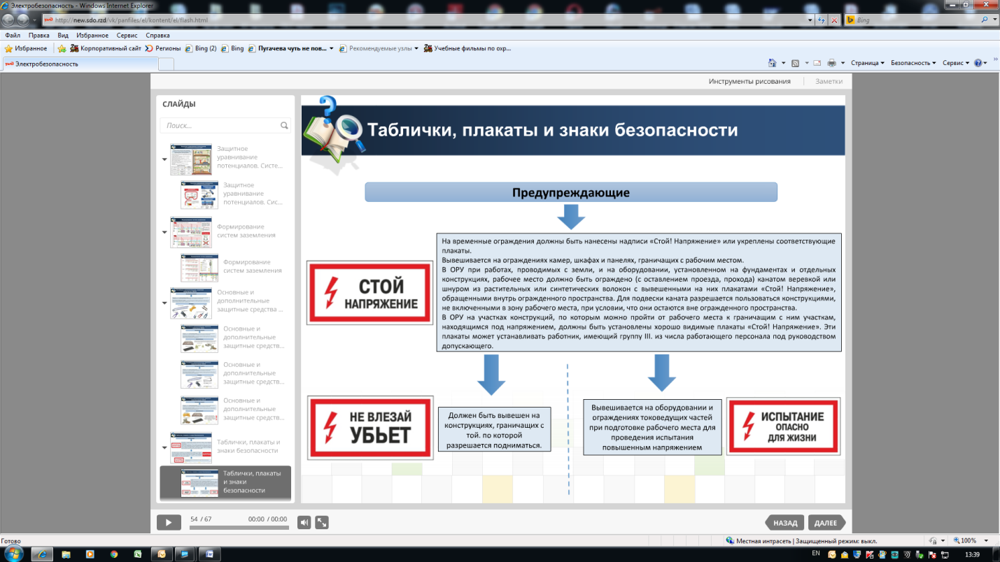 Электробезопасность - Windows Internet Explorer
http://new.sdo.rzd/vk/panfiles/el/kontent/el/flash.html
Bing
Файл Правка Вид Избранное Сервис Справка
Избранное Корпоративный сайт Регионы Bing (2) Bing Пугачева чуть не пов... Рекомендуемые узлы Учебные фильмы по охр...
Электробезопасность
Страница Безопасность Сервис
Инструменты рисования Заметки
СЛАЙДЫ
Поиск...
Защитное
уравнивание
потенциалов. Систе...
Защитное
уравнивание
потенциалов. Сис...
Формирование
систем заземления
Формирование
систем заземления
Основные и
дополнительные
защитные средства ...
Основные и
дополнительные
защитные средств...
Основные и
дополнительные
защитные средств...
Основные и
дополнительные
защитные средств...
Таблички, плакаты и
знаки безопасности
Таблички, плакаты
и знаки
безопасности
Таблички, плакаты и знаки безопасности
Предупреждающие
На временные ограждения должны быть нанесены надписи «Стой! Напряжение» или укреплены соответствующие
плакаты.
Вывешивается на ограждениях камер, шкафах и панелях, граничащих с рабочим местом.
В ОРУ при работах, проводимых с земли, и на оборудовании, установленном на фундаментах и отдельных
конструкциях, рабочее место должно быть ограждено (с оставлением проезда, прохода) канатом веревкой или
шнуром из растительных или синтетических волокон с вывешенными на них плакатами «Стой! Напряжение»,
обращенными внутрь огражденного пространства. Для подвески каната разрешается пользоваться конструкциями,
не включенными в зону рабочего места, при условии, что они остаются вне огражденного пространства.
В ОРУ на участках конструкций, по которым можно пройти от рабочего места к граничащим с ним участкам,
находящимся под напряжением, должны быть установлены хорошо видимые плакаты «Стой! Напряжение». Эти
плакаты может устанавливать работник, имеющий группу III. из числа работающего персонала под руководством
допускающего.
СТОЙ
НАПРЯЖЕНИЕ
НЕ ВЛЕЗАЙ
УБЬЕТ
Должен быть вывешен на
конструкциях, граничащих с
той. по которой
разрешается подниматься.
Вывешивается на оборудовании и
ограждениях токоведущих частей
при подготовке рабочего места для
проведения испытания
повышенным напряжением
ИСПЫТАНИЕ
ОПАСНО
ДЛЯ ЖИЗНИ
54 / 67 00:00 / 00:00
НАЗАД ДАЛЕЕ
Готово
Местная интрасеть | Защищенный режим: выкл.
100%
EN
13:39